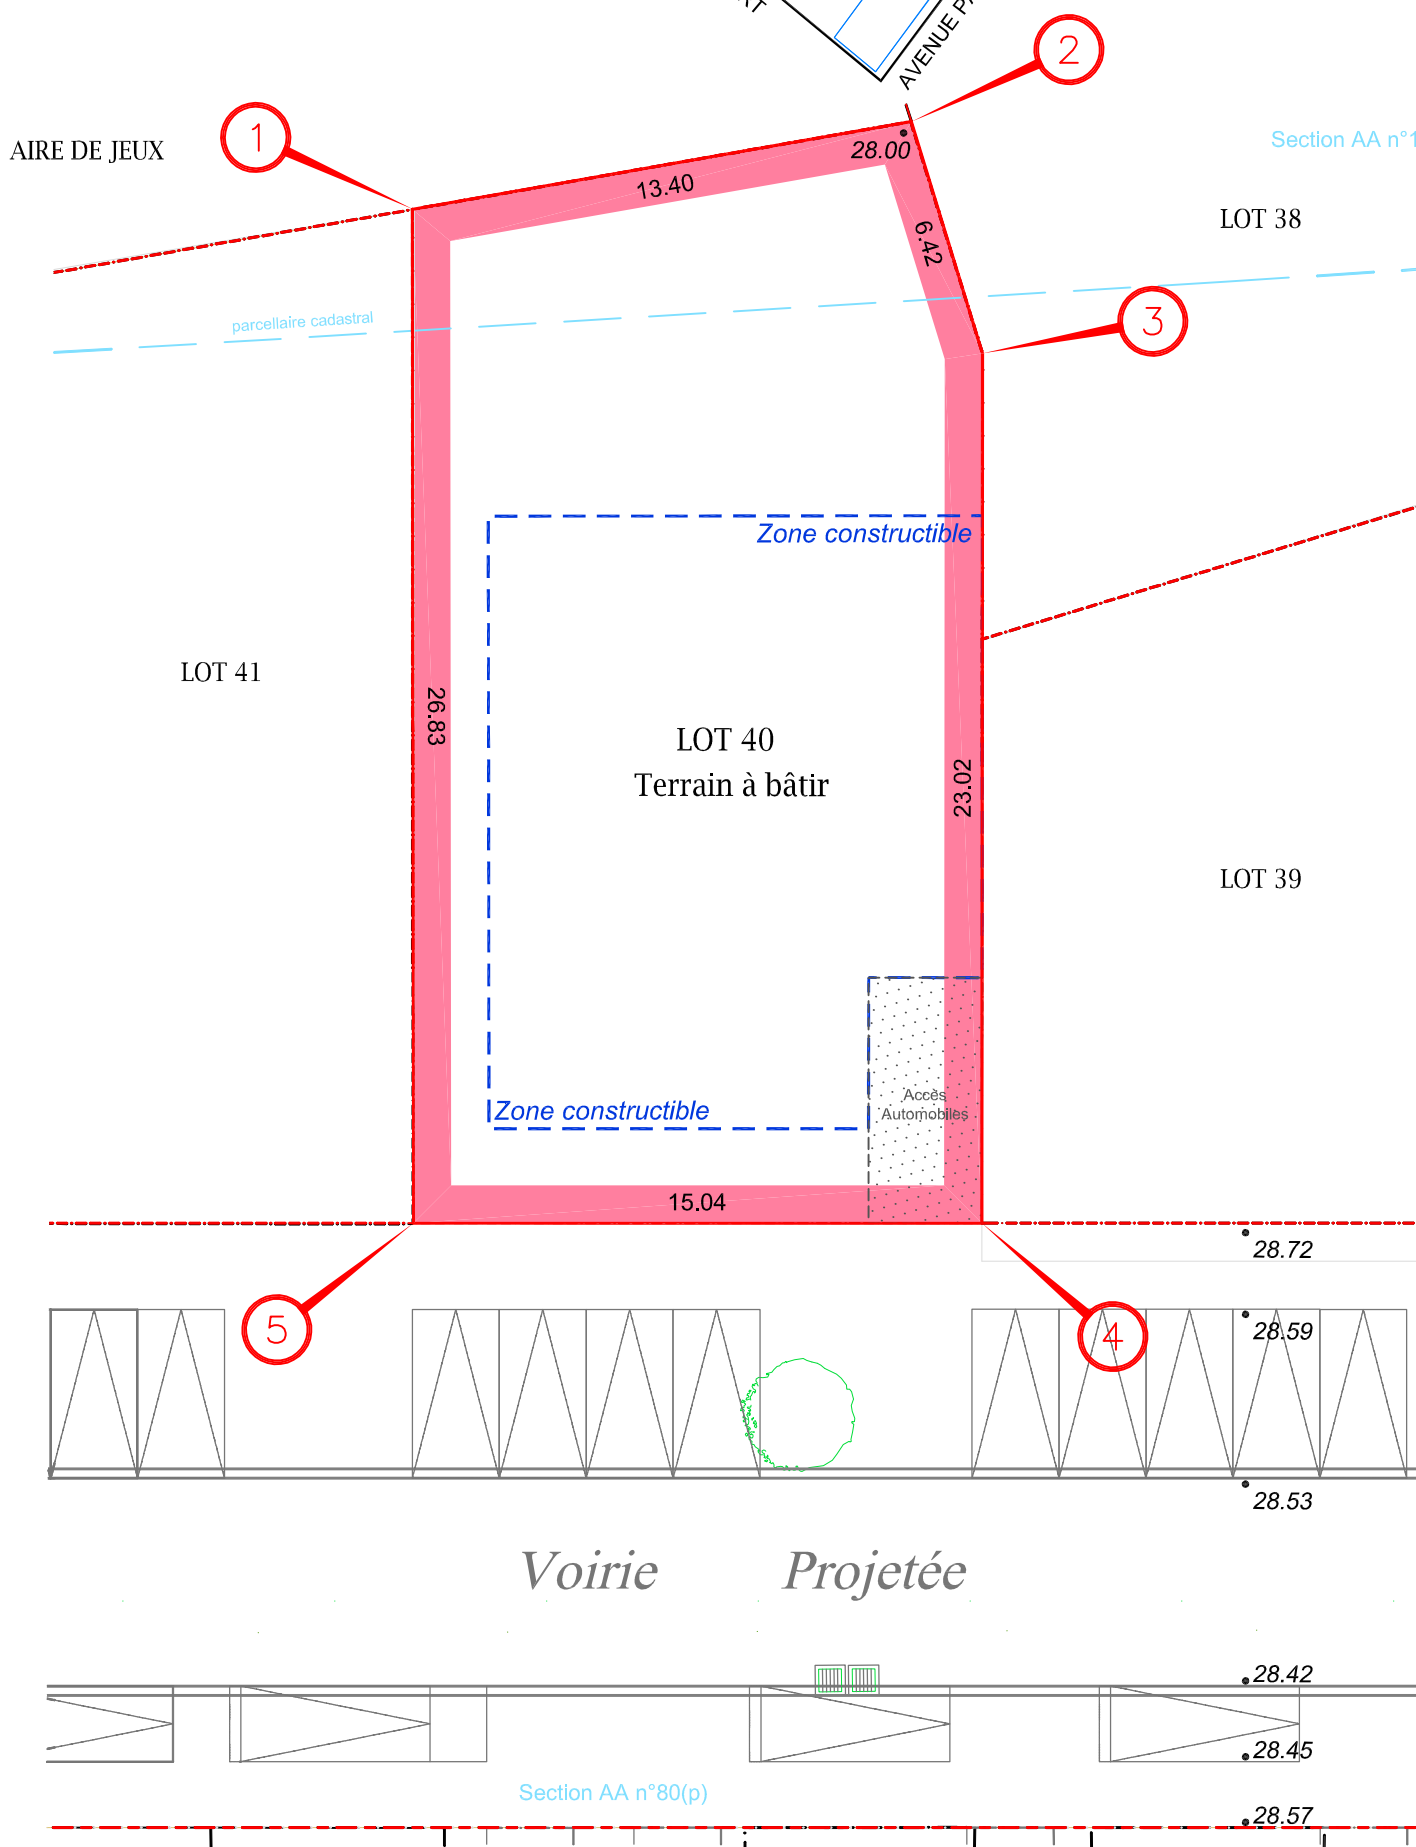 2
AVENUE
1
AIRE DE JEUX
28.00
Section AA n°1
13.40
LOT 38
6.42
parcellaire cadastral
3
Zone constructible
LOT 41
26.83
LOT 40
Terrain à bâtir
23.02
LOT 39
Accès
Automobiles
Zone constructible
15.04
28.72
5
4
28.59
28.53
Voirie Projetée
28.42
28.45
Section AA n°80(p)
28.57